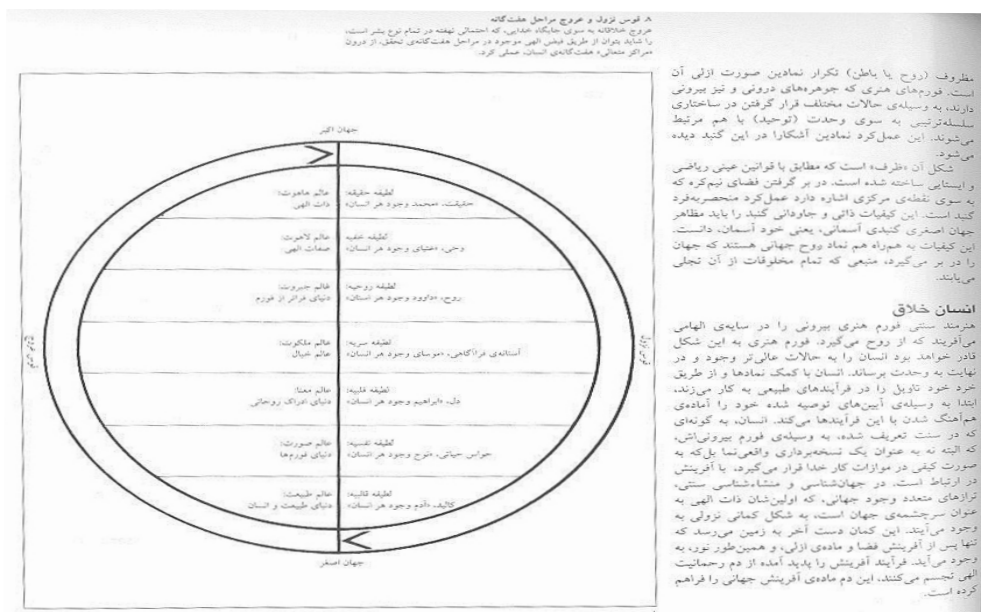 ۸. قوس نزول و عروج مراحل هفت‌گانه
عروج خلاقانه به سوی جایگاه خدایی، که احتمالی نهفته در تمام نوع بشر است،
را شاید بتوان از طریق فیض الهی موجود در مراحل هفت‌گانه‌ی تحقق، از درون
«مراکز متعالی» هفت‌گانه‌ی انسان، عملی کرد.
مظروف (روح یا باطن) تکرار نمادین صورت ازلی آن
است. فورم‌های هنری که جوهره‌های درونی و نیز بیرونی
دارند، به وسیله‌ی حالات مختلف قرار گرفتن در ساختاری
سلسله‌ترتیبی به سوی وحدت (توحید) با هم مرتبط
می‌شوند. این عمل‌کرد نمادین آشکارا در این گنبد دیده
می‌شود.
شکل آن «ظرف» است که مطابق با قوانین عینی ریاضی
و ایستایی ساخته شده است. در بر گرفتن فضای نیم‌کره که
به سوی نقطه‌ی مرکزی اشاره دارد عمل‌کرد منحصربه‌فرد
گنبد است. این کیفیات ذاتی و جاودانی گنبد را باید مظاهر
جهان اصغری گنبدی آسمانی، یعنی خود آسمان، دانست.
این کیفیات به هم‌راه هم نماد روح جهانی هستند که جهان
را در بر می‌گیرد، منبعی که تمام مخلوقات از آن تجلی
می‌یابند.
انسان خلاق
هنرمند سنتی فورم هنری بیرونی را در سایه‌ی الهامی
می‌آفریند که از روح می‌گیرد. فورم هنری به این شکل
قادر خواهد بود انسان را به حالات عالی‌تر وجود و در
نهایت به وحدت برساند. انسان با کمک نمادها و از طریق
خرد خود تاویل را در فرآیندهای طبیعی به کار می‌زند،
ابتدا به وسیله‌ی آیین‌های توصیه شده خود را آماده‌ی
هم‌آهنگ شدن با این فرآیندها می‌کند. انسان، به گونه‌ای
که در سنت تعریف شده، به وسیله‌ی فورم بیرونی‌اش،
که البته نه به عنوان یک نسخه‌برداری واقعی‌نما بل‌که به
صورت کیفی در موازات کار خدا قرار می‌گیرد، با آفرینش
در ارتباط است. در جهان‌شناسی و منشاءشناسی سنتی،
ترازهای متعدد وجود جهانی، که اولین‌شان ذات الهی به
عنوان سرچشمه‌ی جهان است، به شکل کمانی نزولی به
وجود می‌آیند. این کمان دست آخر به زمین می‌رسد که
تنها پس از آفرینش فضا و ماده‌ی ازلی، و همین‌طور نور، به
وجود می‌آید. فرآیند آفرینش را پدید آمده از دم رحمانیت
الهی تجسم می‌کنند، این دم ماده‌ی آفرینش جهانی را فراهم
کرده است.
جهان اکبر
لطیفه حقیقه: عالم هاهوت:
حقیقت، «محمد وجود هر انسان» ذات الهی
لطیفه خفیه عالم لاهوت:
وحی، «عیسای وجود هر انسان» صفات الهی
لطیفه روحیه: عالم جبروت:
روح، «داوود وجود هر انسان» دنیای فراتر از فورم
لطیفه سریه: عالم ملکوت:
آستانه‌ی فراآگاهی، «موسای وجود هر انسان» عالم خیال
لطیفه قلبیه: عالم معنا:
دل، «ابراهیم وجود هر انسان» دنیای ادراک روحانی
لطیفه نفسیه: عالم صورت:
حواس حیاتی، «نوح وجود هر انسان» دنیای فورم‌ها
لطیفه قالبیه: عالم طبیعت:
کالبد، «آدم وجود هر انسان» دنیای طبیعت و انسان
جهان اصغر
قوس نزول
قوس عروج